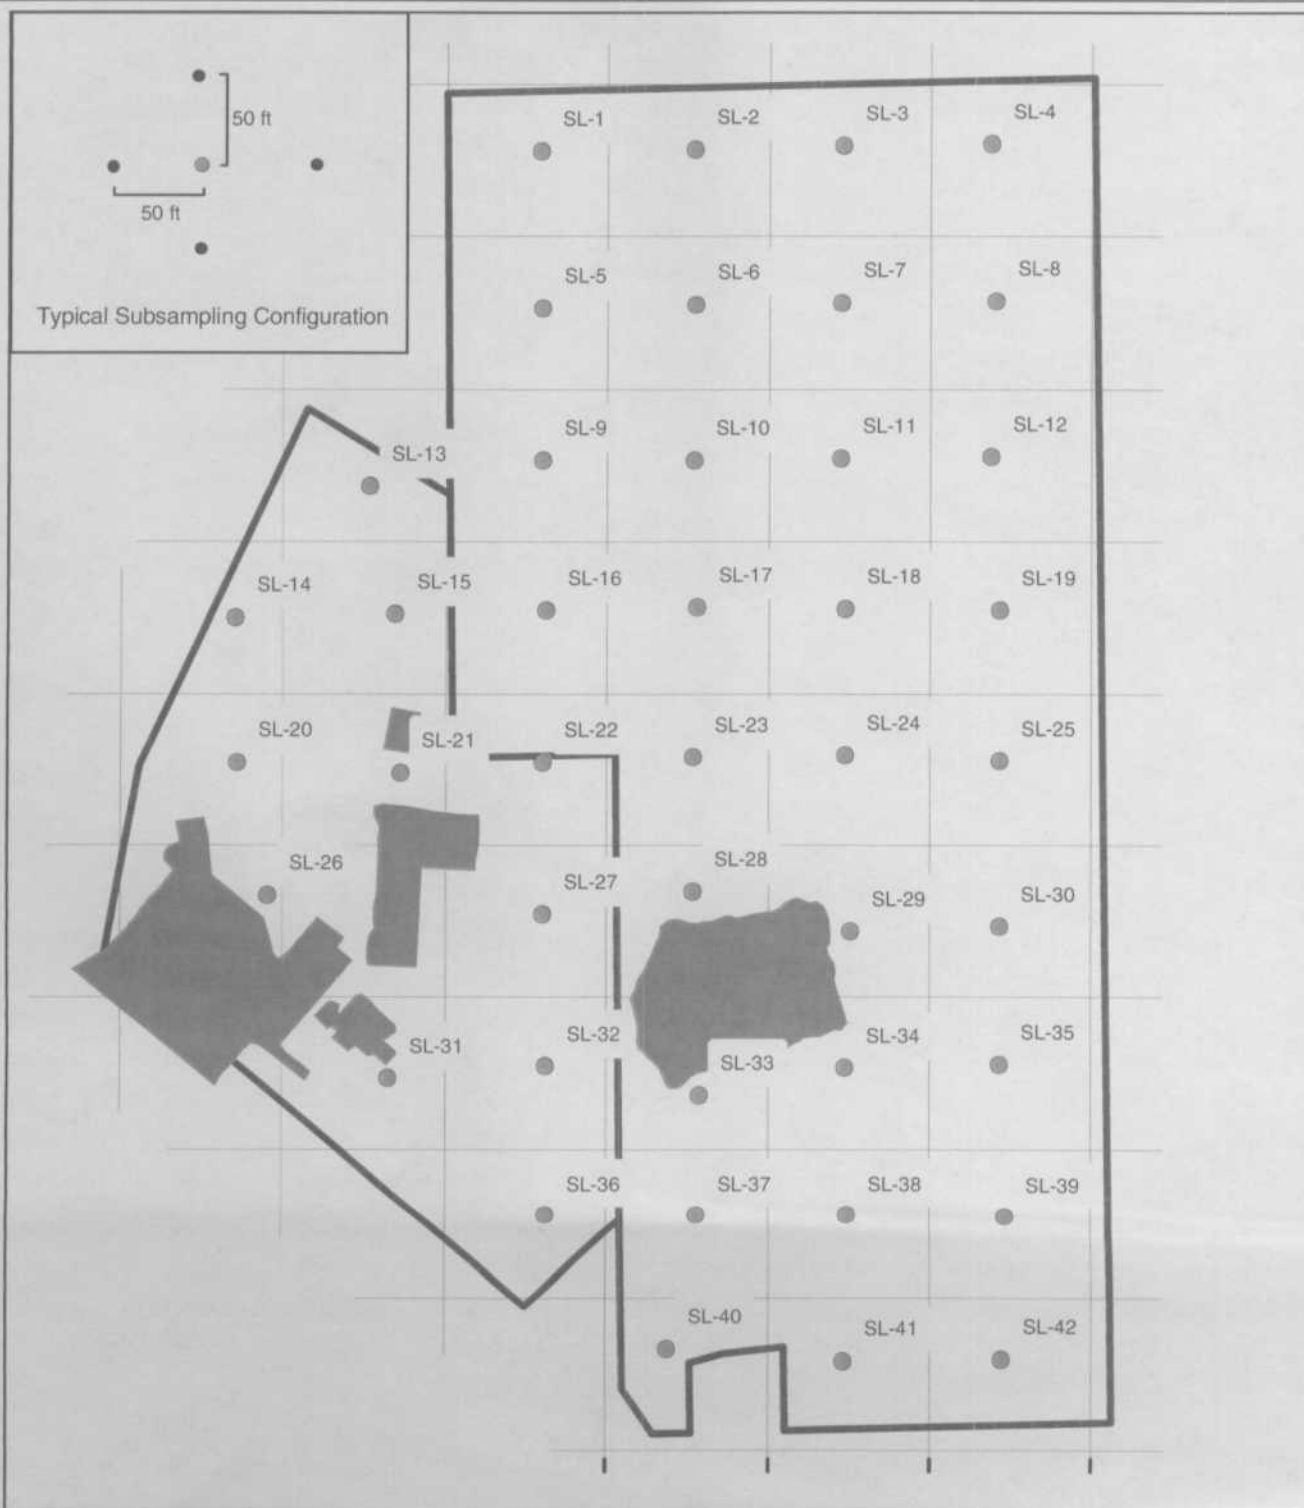 50 ft
50 ft
Typical Subsampling Configuration
SL-1
SL-2
SL-3
SL-4
SL-5
SL-6
SL-7
SL-8
SL-9
SL-10
SL-11
SL-12
SL-13
SL-14
SL-15
SL-16
SL-17
SL-18
SL-19
SL-20
SL-21
SL-22
SL-23
SL-24
SL-25
SL-26
SL-27
SL-28
SL-29
SL-30
SL-31
SL-32
SL-33
SL-34
SL-35
SL-36
SL-37
SL-38
SL-39
SL-40
SL-41
SL-42